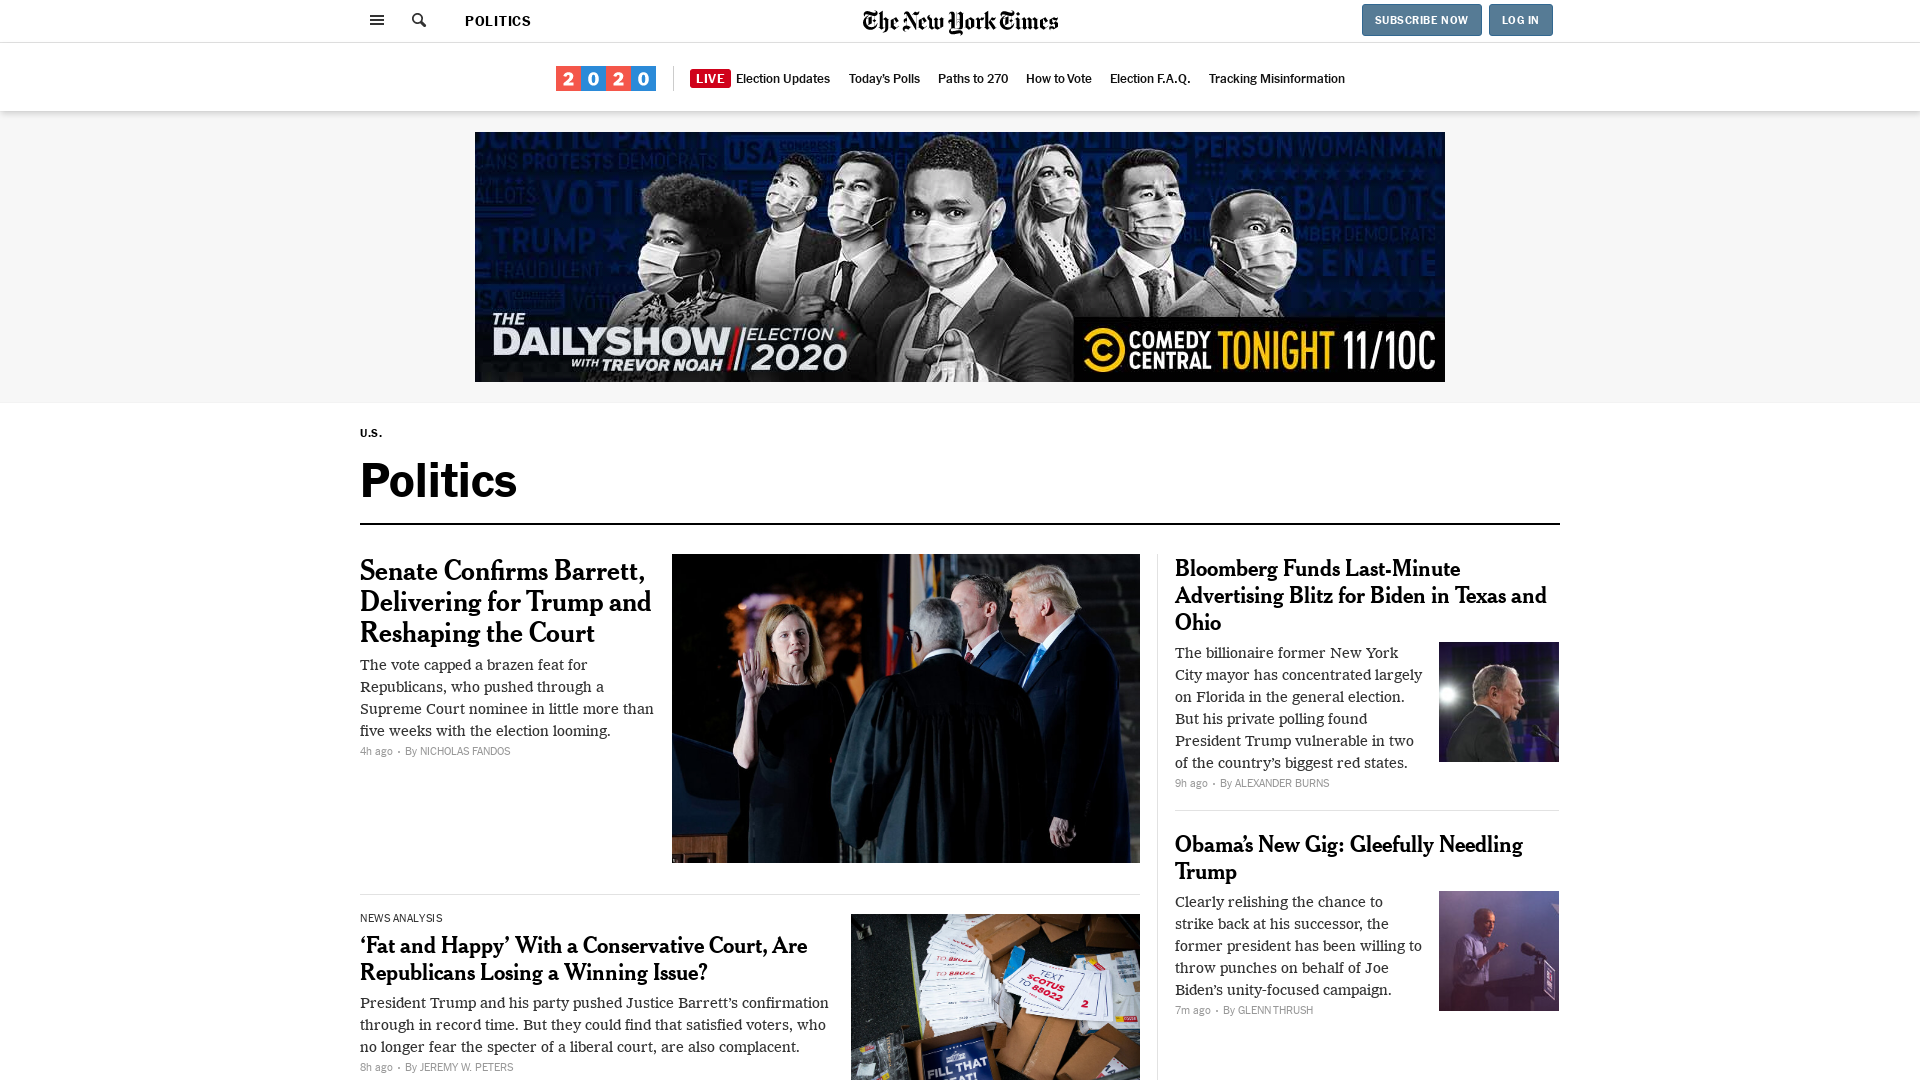 POLITICS
The New York Times
SUBSCRIBE NOW
LOG IN
2020
LIVE Election Updates
Today's Polls
Paths to 270
How to Vote
Election F.A.Q.
Tracking Misinformation
THE
DAILYSHOW
WITH TREVOR NOAH
ELECTION
2020
COMEDY
CENTRAL
TONIGHT 11/10C
U.S.
Politics
Senate Confirms Barrett,
Delivering for Trump and
Reshaping the Court
The vote capped a brazen feat for
Republicans, who pushed through a
Supreme Court nominee in little more than
five weeks with the election looming.
4h ago • By NICHOLAS FANDOS
Bloomberg Funds Last-Minute
Advertising Blitz for Biden in Texas and
Ohio
The billionaire former New York
City mayor has concentrated largely
on Florida in the general election.
But his private polling found
President Trump vulnerable in two
of the country's biggest red states.
9h ago • By ALEXANDER BURNS
Obama's New Gig: Gleefully Needling
Trump
Clearly relishing the chance to
strike back at his successor, the
former president has been willing to
throw punches on behalf of Joe
Biden's unity-focused campaign.
7m ago • By GLENN THRUSH
NEWS ANALYSIS
‘Fat and Happy’ With a Conservative Court, Are
Republicans Losing a Winning Issue?
President Trump and his party pushed Justice Barrett's confirmation
through in record time. But they could find that satisfied voters, who
no longer fear the specter of a liberal court, are also complacent.
8h ago • By JEREMY W. PETERS
TEXT
SCOTUS
TO 88022
FILL THAT